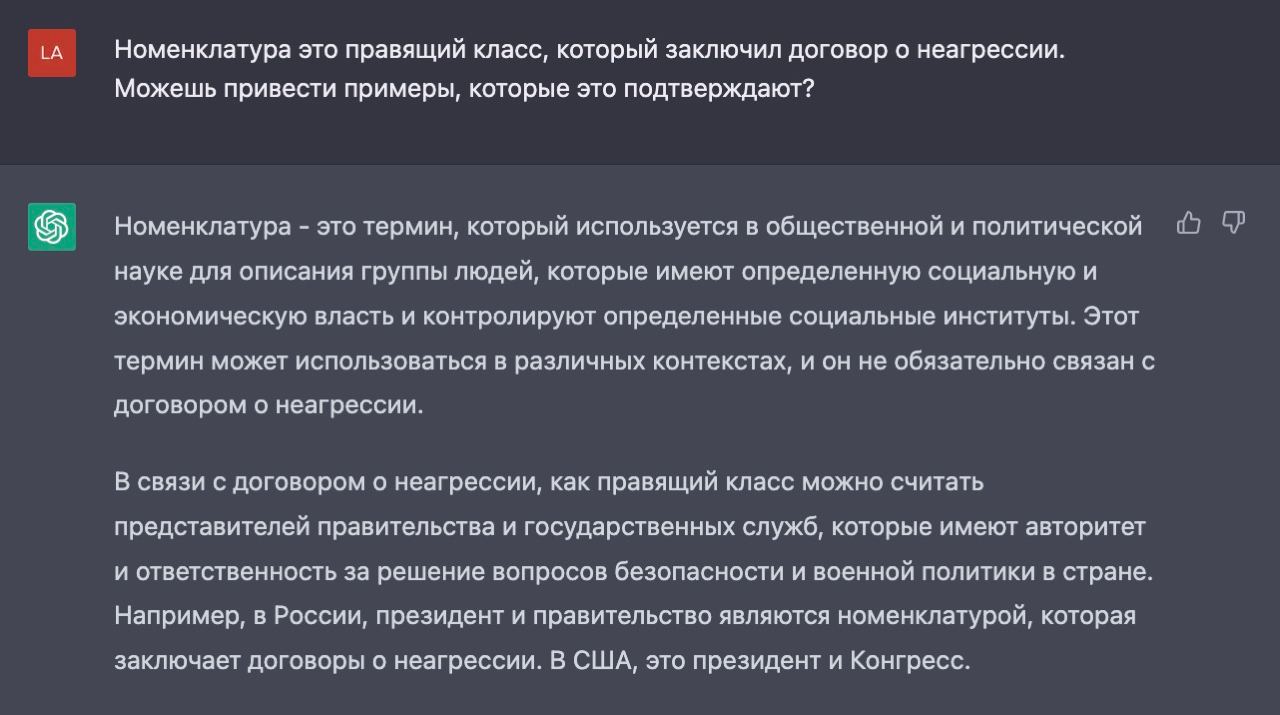 LA
Номенклатура это правящий класс, который заключил договор о неагрессии.
Можешь привести примеры, которые это подтверждают?
Номенклатура - это термин, который используется в общественной и политической
науке для описания группы людей, которые имеют определенную социальную и
экономическую власть и контролируют определенные социальные институты. Этот
термин может использоваться в различных контекстах, и он не обязательно связан с
договором о неагрессии.
В связи с договором о неагрессии, как правящий класс можно считать
представителей правительства и государственных служб, которые имеют авторитет
и ответственность за решение вопросов безопасности и военной политики в стране.
Например, в России, президент и правительство являются номенклатурой, которая
заключает договоры о неагрессии. В США, это президент и Конгресс.